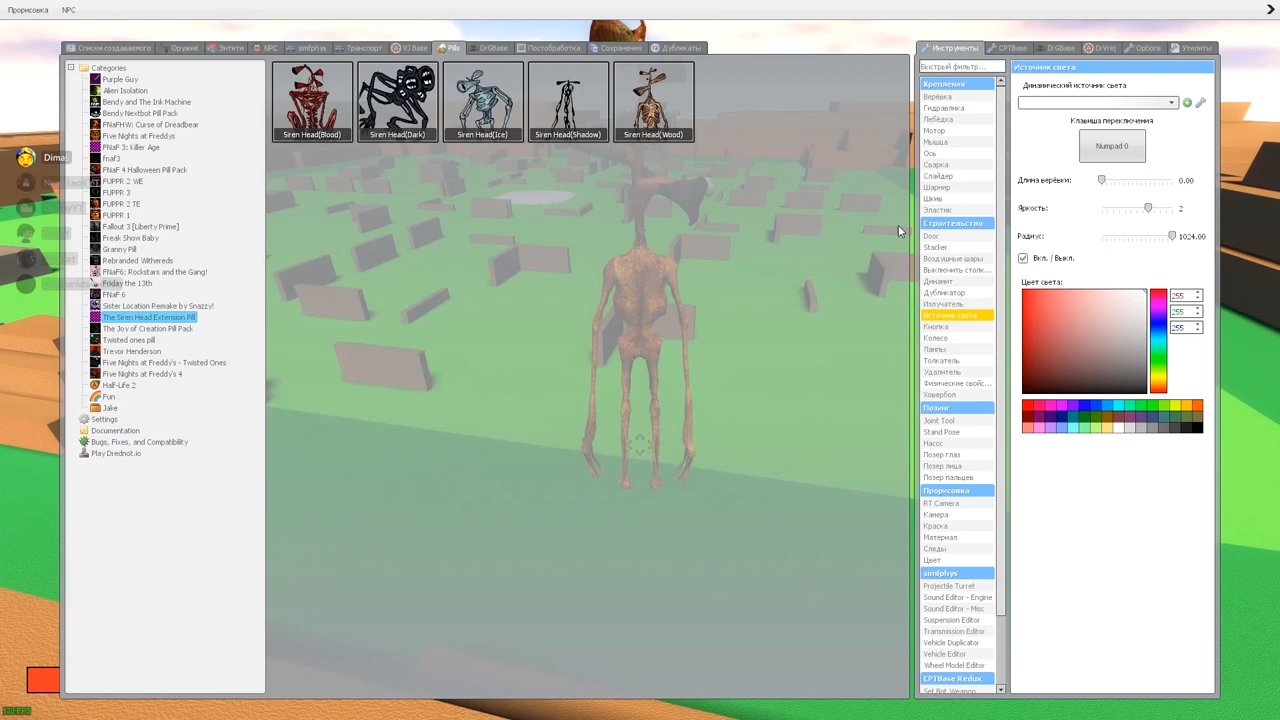 Прорисовка
NPC
Списки создаваемого
Оружие
Энтити
NPC
simfphys
Транспорт
VJ Base
Pills
DrGBase
Постобработка
Сохранения
Дубликаты
Categories
Purple Guy
Alien Isolation
Bendy and The Ink Machine
Bendy Nextbot Pill Pack
FNaFHW: Curse of Dreadbear
Five Nights at Freddys
FNAF 3: Killer Age
fnaf3
FNaF 4 Halloween Pill Pack
FUPPR 2 WE
FUPPR 3
FUPPR 2 TE
FUPPR 1
Fallout 3 [Liberty Prime]
Freak Show Baby
Granny Pill
Rebranded Withereds
FNaF6: Rockstars and the Gang!
Friday the 13th
FNaF 6
Sister Location Remake by Snazzy!
The Siren Head Extension Pill
The Joy of Creation Pill Pack
Twisted ones pill
Trevor Henderson
Five Nights at Freddy's - Twisted Ones
Five Nights at Freddy's 4
Half-Life 2
Fun
Jake
Settings
Documentation
Bugs, Fixes, and Compatibility
Play Drednot.io
Dimas
Siren Head(Blood)
Siren Head(Dark)
Siren Head(Ice)
Siren Head(Shadow)
Siren Head(Wood)
Инструменты
CPTBase
DrGBase
DrVrej
Options
Утилиты
Быстрый фильтр...
Крепления
Верёвка
Гидравлика
Лебёдка
Мотор
Мышца
Ось
Сварка
Слайдер
Шарнир
Шкив
Эластик
Строительство
Door
Stacker
Воздушные шары
Выключить столк...
Динамит
Дубликатор
Излучатель
Источник света
Кнопка
Колесо
Лампы
Толкатель
Удалитель
Физические свойс...
Ховербол
Позинг
Joint Tool
Stand Pose
Насос
Позер глаз
Позер лица
Позер пальцев
Прорисовка
RT Camera
Камера
Краска
Материал
Следы
Цвет
simfphys
Projectile Turret
Sound Editor - Engine
Sound Editor - Misc
Suspension Editor
Transmission Editor
Vehicle Duplicator
Vehicle Editor
Wheel Model Editor
CPTBase Redux
Set Bot Weapon
Источник света
Динамический источник света
Клавиша переключения
Numpad 0
Длина верёвки:
0.00
Яркость:
2
Радиус:
1024.00
Вкл. / Выкл.
Цвет света:
255
255
255